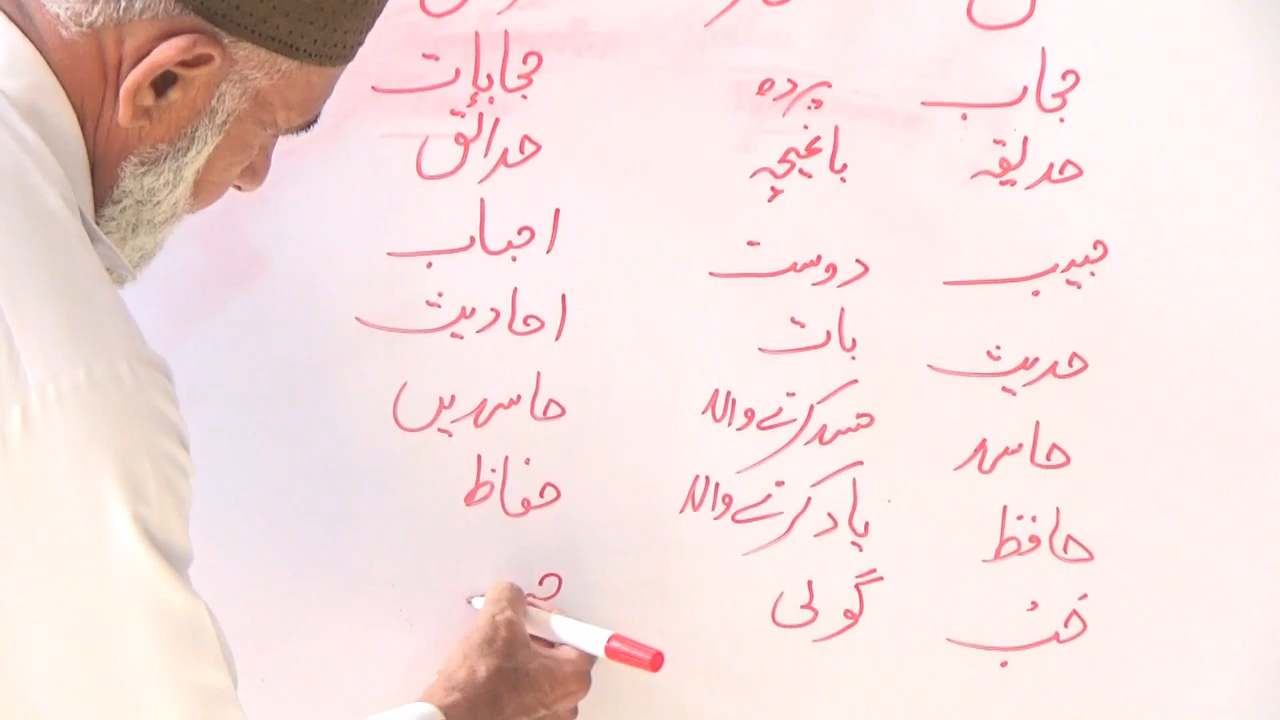 حجاب پردہ حجابات
حدیقہ باغیچہ حدائق
حبیب دوست احباب
حدیث بات احادیث
حاسد حسد کرنے والا حاسدین
حافظ یاد کرنے والا حفاظ
حَبّ گولی